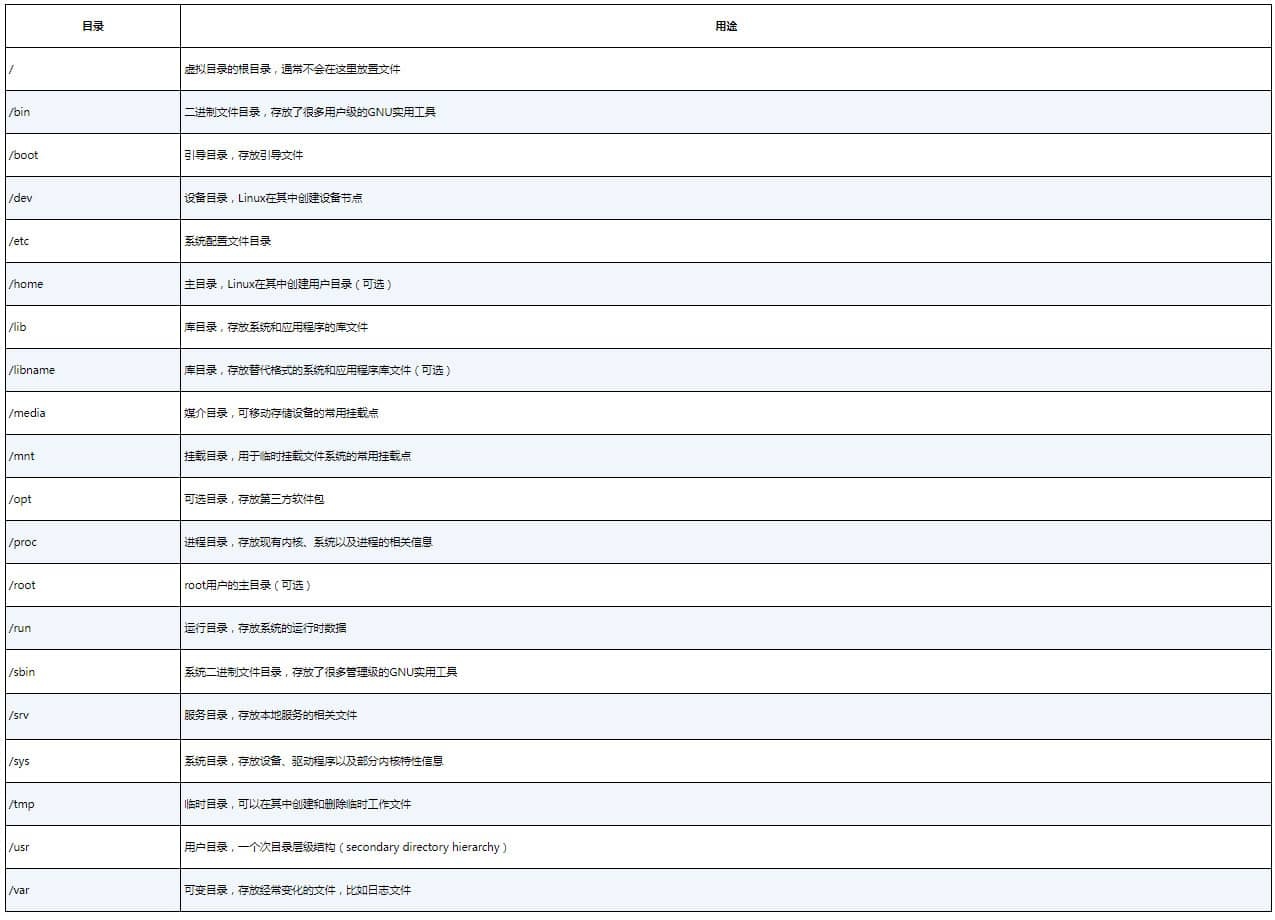 目录 用途
/ 虚拟目录的根目录，通常不会在这里放置文件
/bin 二进制文件目录，存放了很多用户级的GNU实用工具
/boot 引导目录，存放引导文件
/dev 设备目录，Linux在其中创建设备节点
/etc 系统配置文件目录
/home 主目录，Linux在其中创建用户目录（可选）
/lib 库目录，存放系统和应用程序的库文件
/libname 库目录，存放替代格式的系统和应用程序库文件（可选）
/media 媒介目录，可移动存储设备的常用挂载点
/mnt 挂载目录，用于临时挂载文件系统的常用挂载点
/opt 可选目录，存放第三方软件包
/proc 进程目录，存放现有内核、系统以及进程的相关信息
/root root用户的主目录（可选）
/run 运行目录，存放系统的运行时数据
/sbin 系统二进制文件目录，存放了很多管理级的GNU实用工具
/srv 服务目录，存放本地服务的相关文件
/sys 系统目录，存放设备、驱动程序以及部分内核特性信息
/tmp 临时目录，可以在其中创建和删除临时工作文件
/usr 用户目录，一个次目录层级结构（secondary directory hierarchy）
/var 可变目录，存放经常变化的文件，比如日志文件